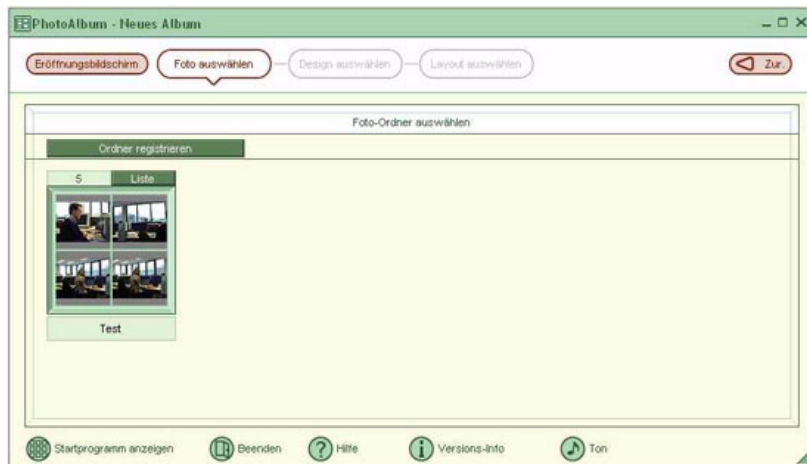 PhotoAlbum - Neues Album
Eröffnungsbildschirm Foto auswählen Design auswählen Layout auswählen Zur.
Foto-Ordner auswählen
Ordner registrieren
5 Liste
Test
Startprogramm anzeigen Beenden Hilfe Versions-Info Ton